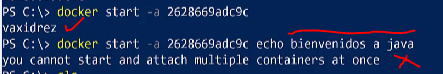 PS C:\> docker start -a 2628669adc9c
vaxidrez
PS C:\> docker start -a 2628669adc9c echo bienvenidos a java
you cannot start and attach multiple containers at once